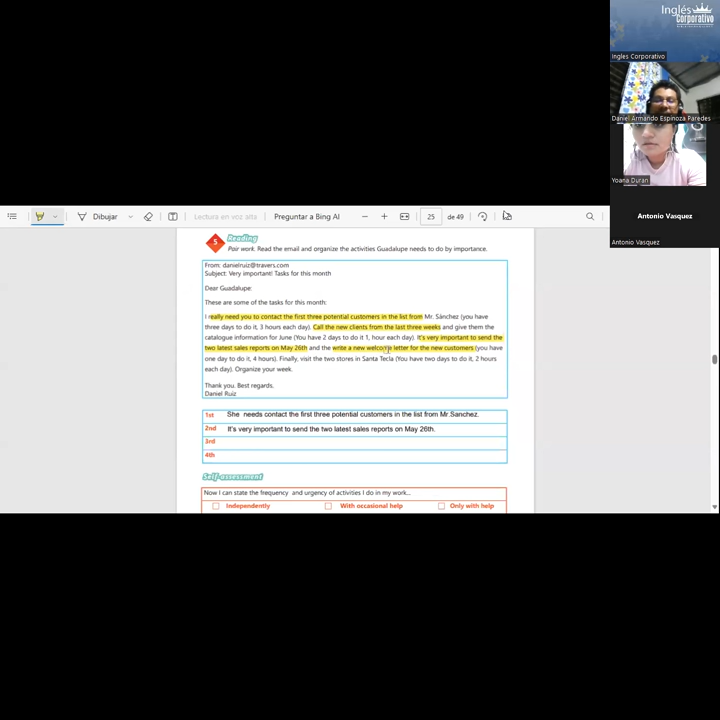 Inglés
Corporativo
Ingles Corporativo
Daniel Armando Espinoza Paredes
Yoana Duran
Antonio Vasquez
Antonio Vasquez
Dibujar
Lectura en voz alta
Preguntar a Bing AI
25
de 49
5 Reading
Pair work. Read the email and organize the activities Guadalupe needs to do by importance.
From: danielruiz@travers.com
Subject: Very important! Tasks for this month
Dear Guadalupe:
These are some of the tasks for this month:
I really need you to contact the first three potential customers in the list from Mr. Sánchez (you have
three days to do it, 3 hours each day). Call the new clients from the last three weeks and give them the
catalogue information for June (You have 2 days to do it 1, hour each day). It's very important to send the
two latest sales reports on May 26th and the write a new welcome letter for the new customers (you have
one day to do it, 4 hours). Finally, visit the two stores in Santa Tecla (You have two days to do it, 2 hours
each day). Organize your week.
Thank you. Best regards,
Daniel Ruiz
1st She needs contact the first three potential customers in the list from Mr.Sanchez.
2nd It's very important to send the two latest sales reports on May 26th.
3rd
4th
Self-assessment
Now I can state the frequency and urgency of activities I do in my work...
Independently
With occasional help
Only with help